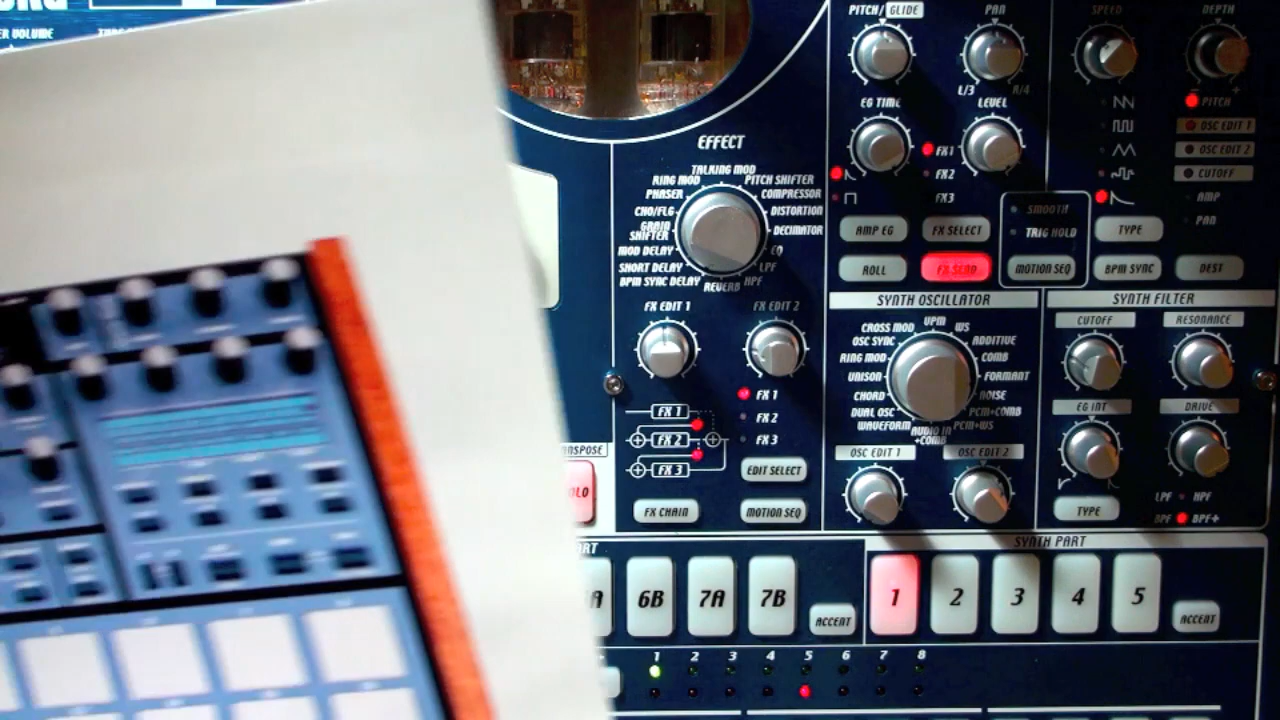 ER VOLUME
PITCH/ GLIDE
PAN
SPEED
DEPTH
L/3
R/4
- +
EG TIME
LEVEL
PITCH
OSC EDIT 1
OSC EDIT 2
CUTOFF
AMP
PAN
FX1
FX2
FX3
SMOOTH
TRIG HOLD
AMP EG
FX SELECT
TYPE
ROLL
FX SEND
MOTION SEQ
BPM SYNC
DEST
EFFECT
TALKING MOD
RING MOD
PITCH SHIFTER
PHASER
COMPRESSOR
CHO/FLG
DISTORTION
GRAIN SHIFTER
DECIMATOR
MOD DELAY
EQ
SHORT DELAY
LPF
BPM SYNC DELAY
HPF
REVERB
FX EDIT 1
FX EDIT 2
FX 1
FX 2
FX 3
FX 1
FX 2
FX 3
EDIT SELECT
FX CHAIN
MOTION SEQ
SYNTH OSCILLATOR
VPM
CROSS MOD
WS
OSC SYNC
ADDITIVE
RING MOD
COMB
UNISON
FORMANT
CHORD
NOISE
DUAL OSC
PCM+COMB
WAVEFORM
PCM+WS
AUDIO IN
+COMB
OSC EDIT 1
OSC EDIT 2
SYNTH FILTER
CUTOFF
RESONANCE
EG INT
DRIVE
TYPE
LPF
HPF
BPF
BPF+
NSPOSE
OLO
ART
A
6B
7A
7B
ACCENT
SYNTH PART
1
2
3
4
5
ACCENT
1 2 3 4 5 6 7 8